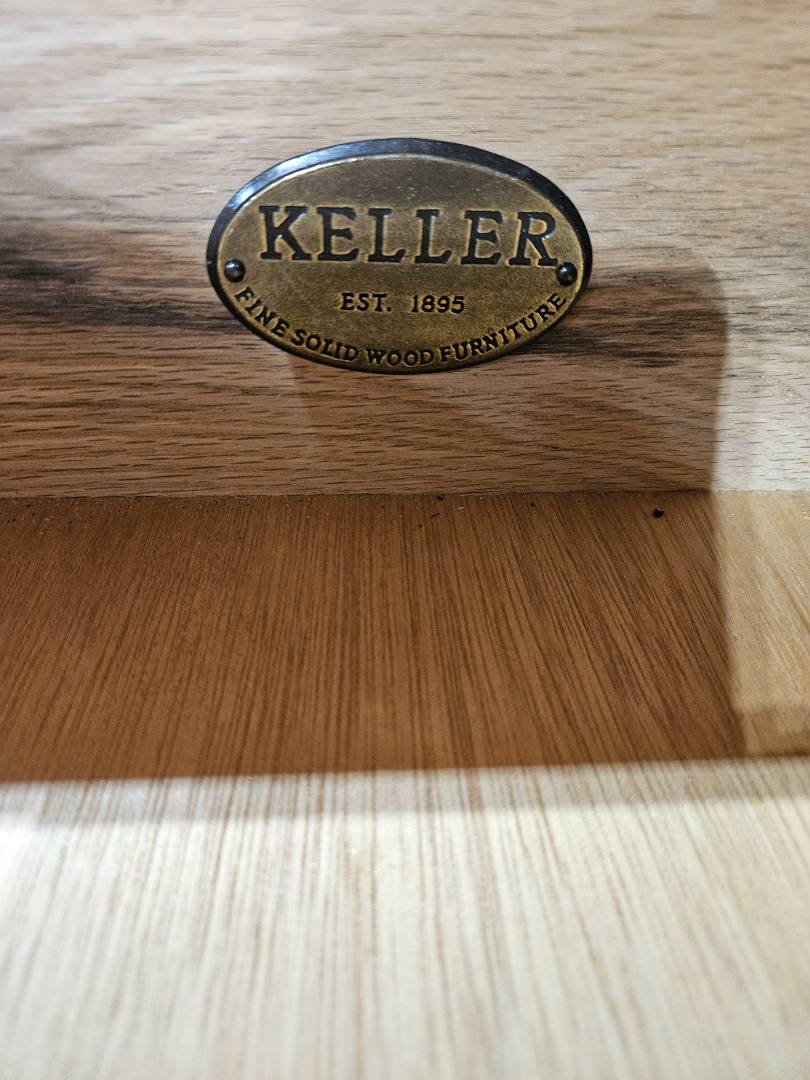 KELLER
EST. 1895
FINE SOLID WOOD FURNITURE